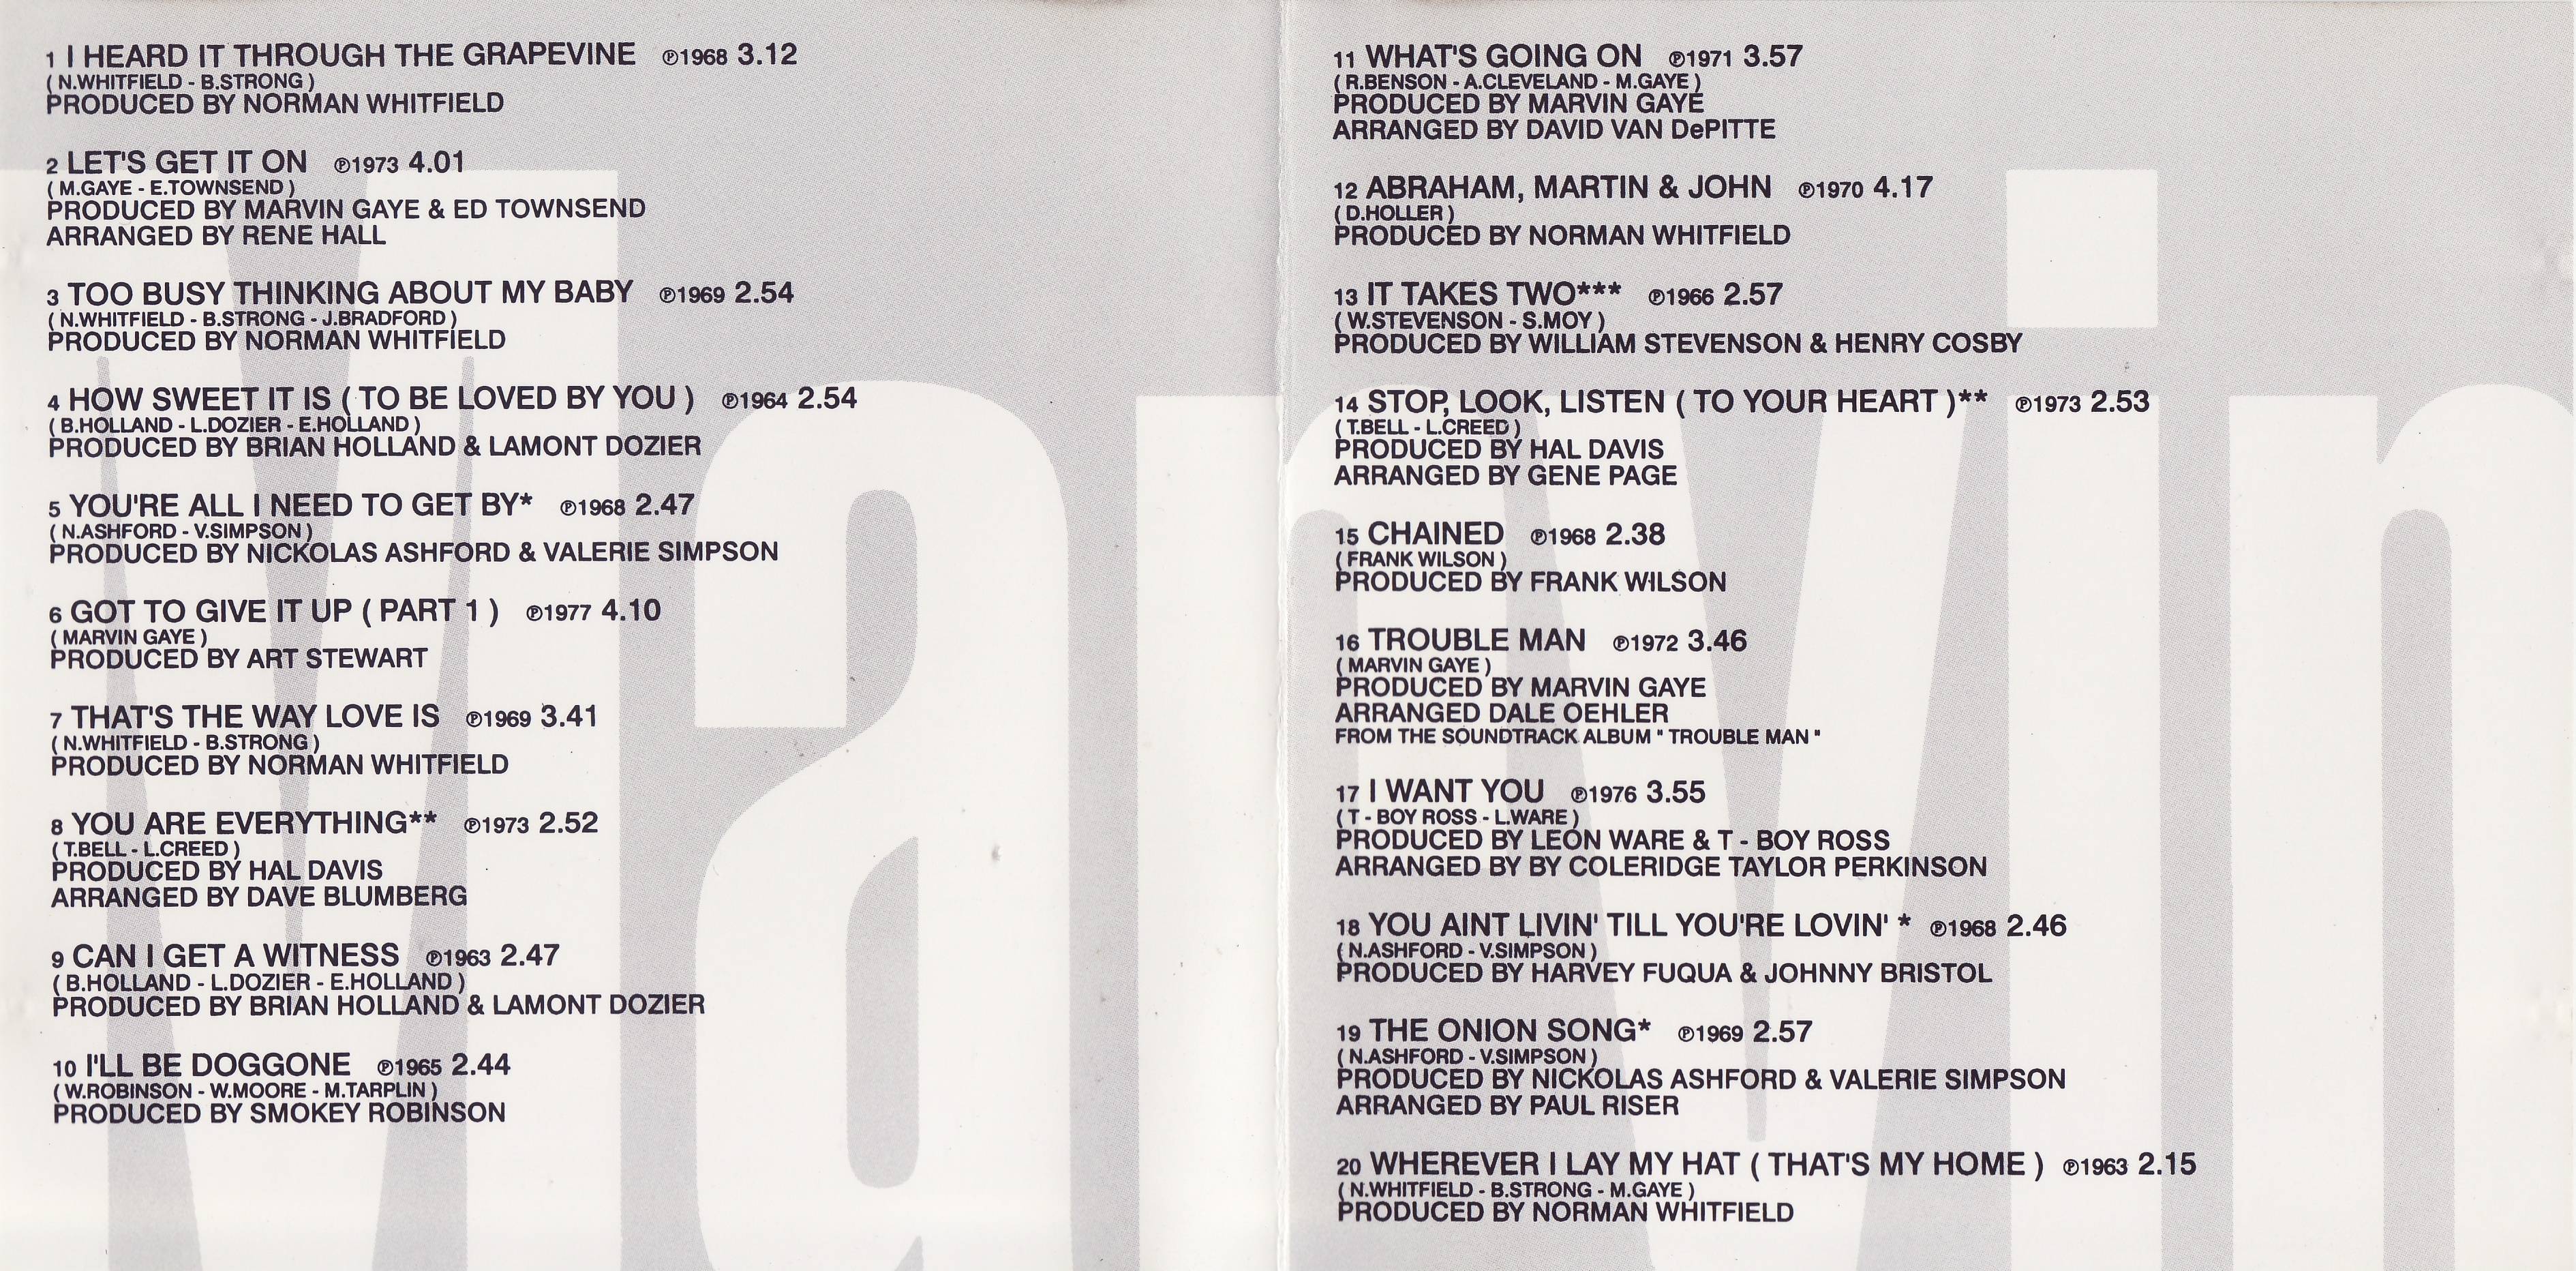 1 I HEARD IT THROUGH THE GRAPEVINE ℗1968 3.12
( N.WHITFIELD - B.STRONG )
PRODUCED BY NORMAN WHITFIELD
2 LET'S GET IT ON ℗1973 4.01
( M.GAYE - E.TOWNSEND )
PRODUCED BY MARVIN GAYE & ED TOWNSEND
ARRANGED BY RENE HALL
3 TOO BUSY THINKING ABOUT MY BABY ℗1969 2.54
( N.WHITFIELD - B.STRONG - J.BRADFORD )
PRODUCED BY NORMAN WHITFIELD
4 HOW SWEET IT IS ( TO BE LOVED BY YOU ) ℗1964 2.54
( B.HOLLAND - L.DOZIER - E.HOLLAND )
PRODUCED BY BRIAN HOLLAND & LAMONT DOZIER
5 YOU'RE ALL I NEED TO GET BY* ℗1968 2.47
( N.ASHFORD - V.SIMPSON )
PRODUCED BY NICKOLAS ASHFORD & VALERIE SIMPSON
6 GOT TO GIVE IT UP ( PART 1 ) ℗1977 4.10
( MARVIN GAYE )
PRODUCED BY ART STEWART
7 THAT'S THE WAY LOVE IS ℗1969 3.41
( N.WHITFIELD - B.STRONG )
PRODUCED BY NORMAN WHITFIELD
8 YOU ARE EVERYTHING** ℗1973 2.52
( T.BELL - L.CREED )
PRODUCED BY HAL DAVIS
ARRANGED BY DAVE BLUMBERG
9 CAN I GET A WITNESS ℗1963 2.47
( B.HOLLAND - L.DOZIER - E.HOLLAND )
PRODUCED BY BRIAN HOLLAND & LAMONT DOZIER
10 I'LL BE DOGGONE ℗1965 2.44
( W.ROBINSON - W.MOORE - M.TARPLIN )
PRODUCED BY SMOKEY ROBINSON
11 WHAT'S GOING ON ℗1971 3.57
( R.BENSON - A.CLEVELAND - M.GAYE )
PRODUCED BY MARVIN GAYE
ARRANGED BY DAVID VAN DePITTE
12 ABRAHAM, MARTIN & JOHN ℗1970 4.17
( D.HOLLER )
PRODUCED BY NORMAN WHITFIELD
13 IT TAKES TWO*** ℗1966 2.57
( W.STEVENSON - S.MOY )
PRODUCED BY WILLIAM STEVENSON & HENRY COSBY
14 STOP, LOOK, LISTEN ( TO YOUR HEART )** ℗1973 2.53
( T.BELL - L.CREED )
PRODUCED BY HAL DAVIS
ARRANGED BY GENE PAGE
15 CHAINED ℗1968 2.38
( FRANK WILSON )
PRODUCED BY FRANK WILSON
16 TROUBLE MAN ℗1972 3.46
( MARVIN GAYE )
PRODUCED BY MARVIN GAYE
ARRANGED DALE OEHLER
FROM THE SOUNDTRACK ALBUM " TROUBLE MAN "
17 I WANT YOU ℗1976 3.55
( T - BOY ROSS - L.WARE )
PRODUCED BY LEON WARE & T - BOY ROSS
ARRANGED BY BY COLERIDGE TAYLOR PERKINSON
18 YOU AINT LIVIN' TILL YOU'RE LOVIN' * ℗1968 2.46
( N.ASHFORD - V.SIMPSON )
PRODUCED BY HARVEY FUQUA & JOHNNY BRISTOL
19 THE ONION SONG* ℗1969 2.57
( N.ASHFORD - V.SIMPSON )
PRODUCED BY NICKOLAS ASHFORD & VALERIE SIMPSON
ARRANGED BY PAUL RISER
20 WHEREVER I LAY MY HAT ( THAT'S MY HOME ) ℗1963 2.15
( N.WHITFIELD - B.STRONG - M.GAYE )
PRODUCED BY NORMAN WHITFIELD
Marvin